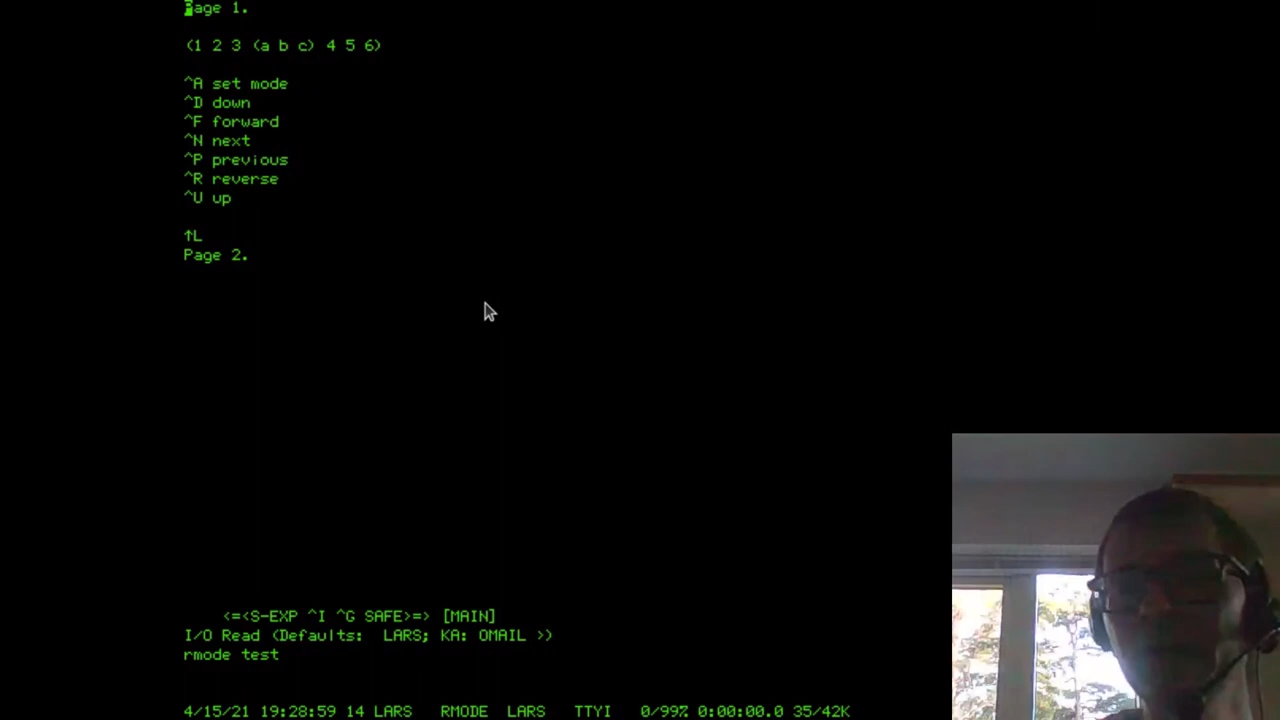 Page 1.
(1 2 3 (a b c) 4 5 6)
^A set mode
^D down
^F forward
^N next
^P previous
^R reverse
^U up
↑L
Page 2.
<=<S-EXP ^I ^G SAFE>=> [MAIN]
I/O Read (Defaults:  LARS; KA: OMAIL >)
rmode test
4/15/21 19:28:59 14 LARS   RMODE  LARS   TTYI   0/99% 0:00:00.0 35/42K